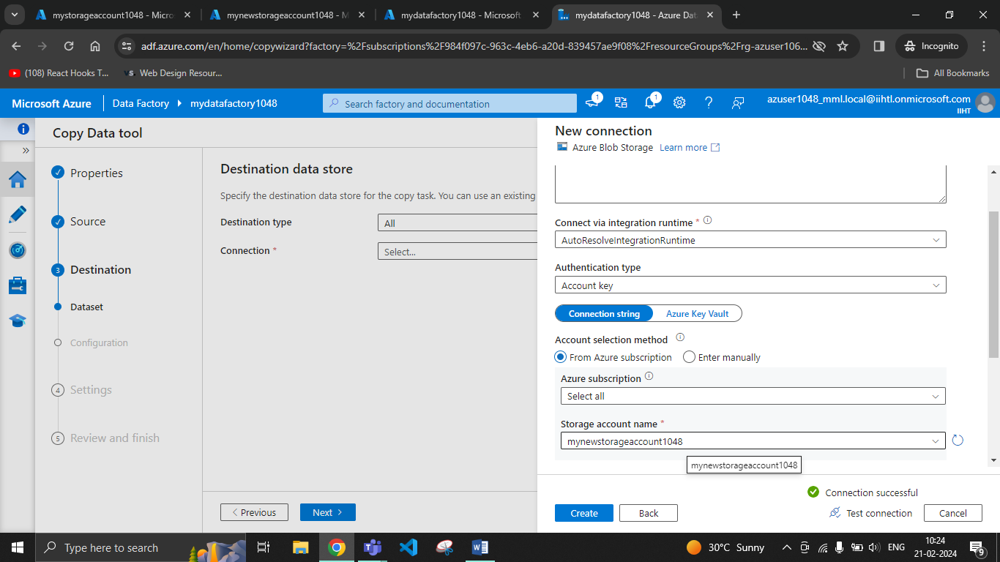 mystorageaccount1048 - Micro
mynewstorageaccount1048 - M
mydatafactory1048 - Microsoft
mydatafactory1048 - Azure Dat
adf.azure.com/en/home/copywizard?factory=%2Fsubscriptions%2F984f097c-963c-4eb6-a20d-839457ae9f08%2FresourceGroups%2Frg-azuser106...
Incognito
(108) React Hooks T...
VS. Web Design Resour...
All Bookmarks
Microsoft Azure
Data Factory
mydatafactory1048
Search factory and documentation
1
1
azuser1048_mml.local@iihtl.onmicrosoft.com
IIHT
Copy Data tool
Properties
Source
3 Destination
Dataset
Configuration
4 Settings
5 Review and finish
Destination data store
Specify the destination data store for the copy task. You can use an existing
Destination type
All
Connection *
Select...
Previous
Next
New connection
Azure Blob Storage
Learn more
Connect via integration runtime *
AutoResolveIntegrationRuntime
Authentication type
Account key
Connection string
Azure Key Vault
Account selection method
From Azure subscription
Enter manually
Azure subscription
Select all
Storage account name *
mynewstorageaccount1048
mynewstorageaccount1048
Connection successful
Create
Back
Test connection
Cancel
Type here to search
30°C Sunny
ENG
10:24
21-02-2024
9